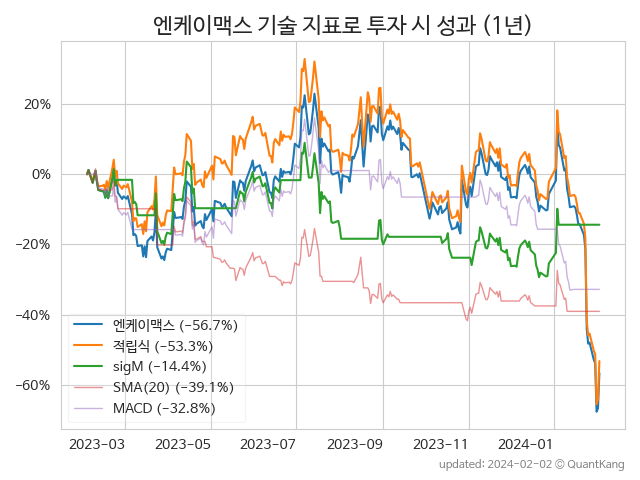 엔케이맥스 기술 지표로 투자 시 성과 (1년)
20%
0%
−20%
−40%
−60%
엔케이맥스 (−56.7%)
적립식 (−53.3%)
sigM (−14.4%)
SMA(20) (−39.1%)
MACD (−32.8%)
2023−03 2023−05 2023−07 2023−09 2023−11 2024−01
updated: 2024−02−02 © QuantKang